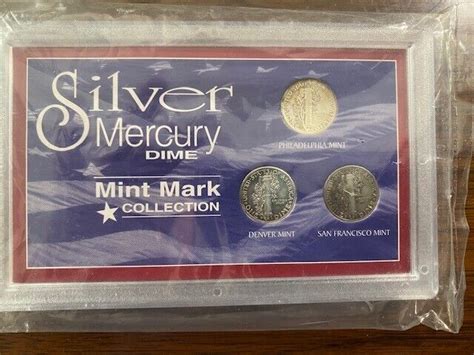 Silver
Mercury
DIME
Mint Mark
COLLECTION
PHILADELPHIA MINT
DENVER MINT
SAN FRANCISCO MINT